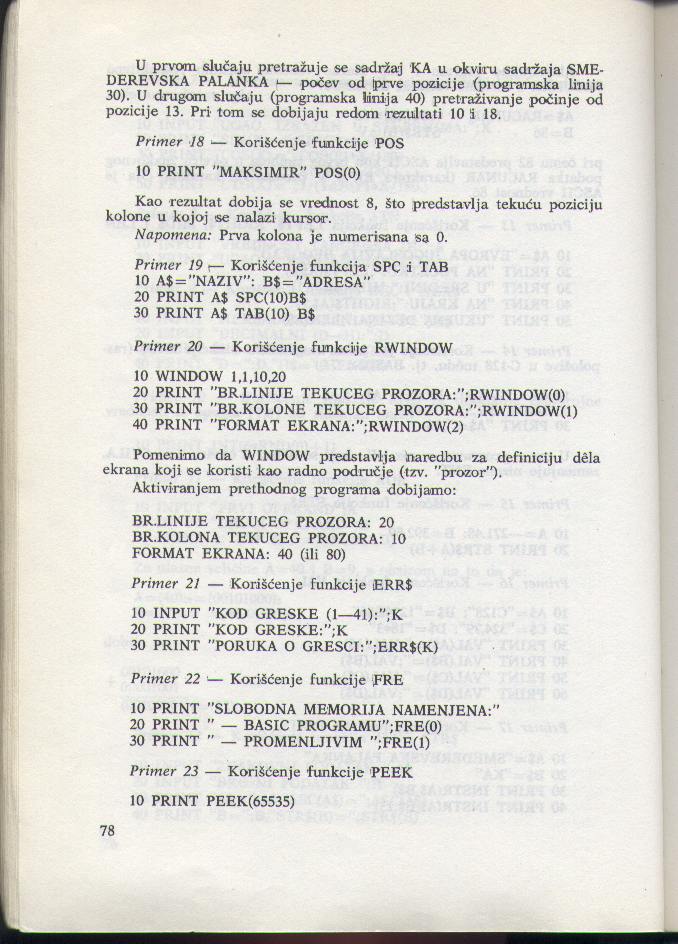 U prvom slučaju pretražuje se sadržaj KA u okviru sadržaja SME-
DEREVSKA PALANKA — počev od prve pozicije (programska linija
30). U drugom slučaju (programska linija 40) pretraživanje počinje od
pozicije 13. Pri tom se dobijaju redom rezultati 10 i 18.
Primer 18 — Korišćenje funkcije POS
10 PRINT "MAKSIMIR" POS(0)
Kao rezultat dobija se vrednost 8, što predstavlja tekuću poziciju
kolone u kojoj se nalazi kursor.
Napomena: Prva kolona je numerisana sa 0.
Primer 19 — Korišćenje funkcija SPC i TAB
10 A$="NAZIV": B$="ADRESA"
20 PRINT A$ SPC(10)B$
30 PRINT A$ TAB(10) B$
Primer 20 — Korišćenje funkcije RWINDOW
10 WINDOW 1,1,10,20
20 PRINT "BR.LINIJE TEKUCEG PROZORA:";RWINDOW(0)
30 PRINT "BR.KOLONE TEKUCEG PROZORA:";RWINDOW(1)
40 PRINT "FORMAT EKRANA:";RWINDOW(2)
Pomenimo da WINDOW predstavlja naredbu za definiciju dela
ekrana koji se koristi kao radno područje (tzv. "prozor").
Aktiviranjem prethodnog programa dobijamo:
BR.LINIJE TEKUCEG PROZORA: 20
BR.KOLONA TEKUCEG PROZORA: 10
FORMAT EKRANA: 40 (ili 80)
Primer 21 — Korišćenje funkcije ERR$
10 INPUT "KOD GRESKE (1—41):";K
20 PRINT "KOD GRESKE:";K
30 PRINT "PORUKA O GRESCI:";ERR$(K)
Primer 22 — Korišćenje funkcije FRE
10 PRINT "SLOBODNA MEMORIJA NAMENJENA:"
20 PRINT " — BASIC PROGRAMU";FRE(0)
30 PRINT " — PROMENLJIVIM ";FRE(1)
Primer 23 — Korišćenje funkcije PEEK
10 PRINT PEEK(65535)
78